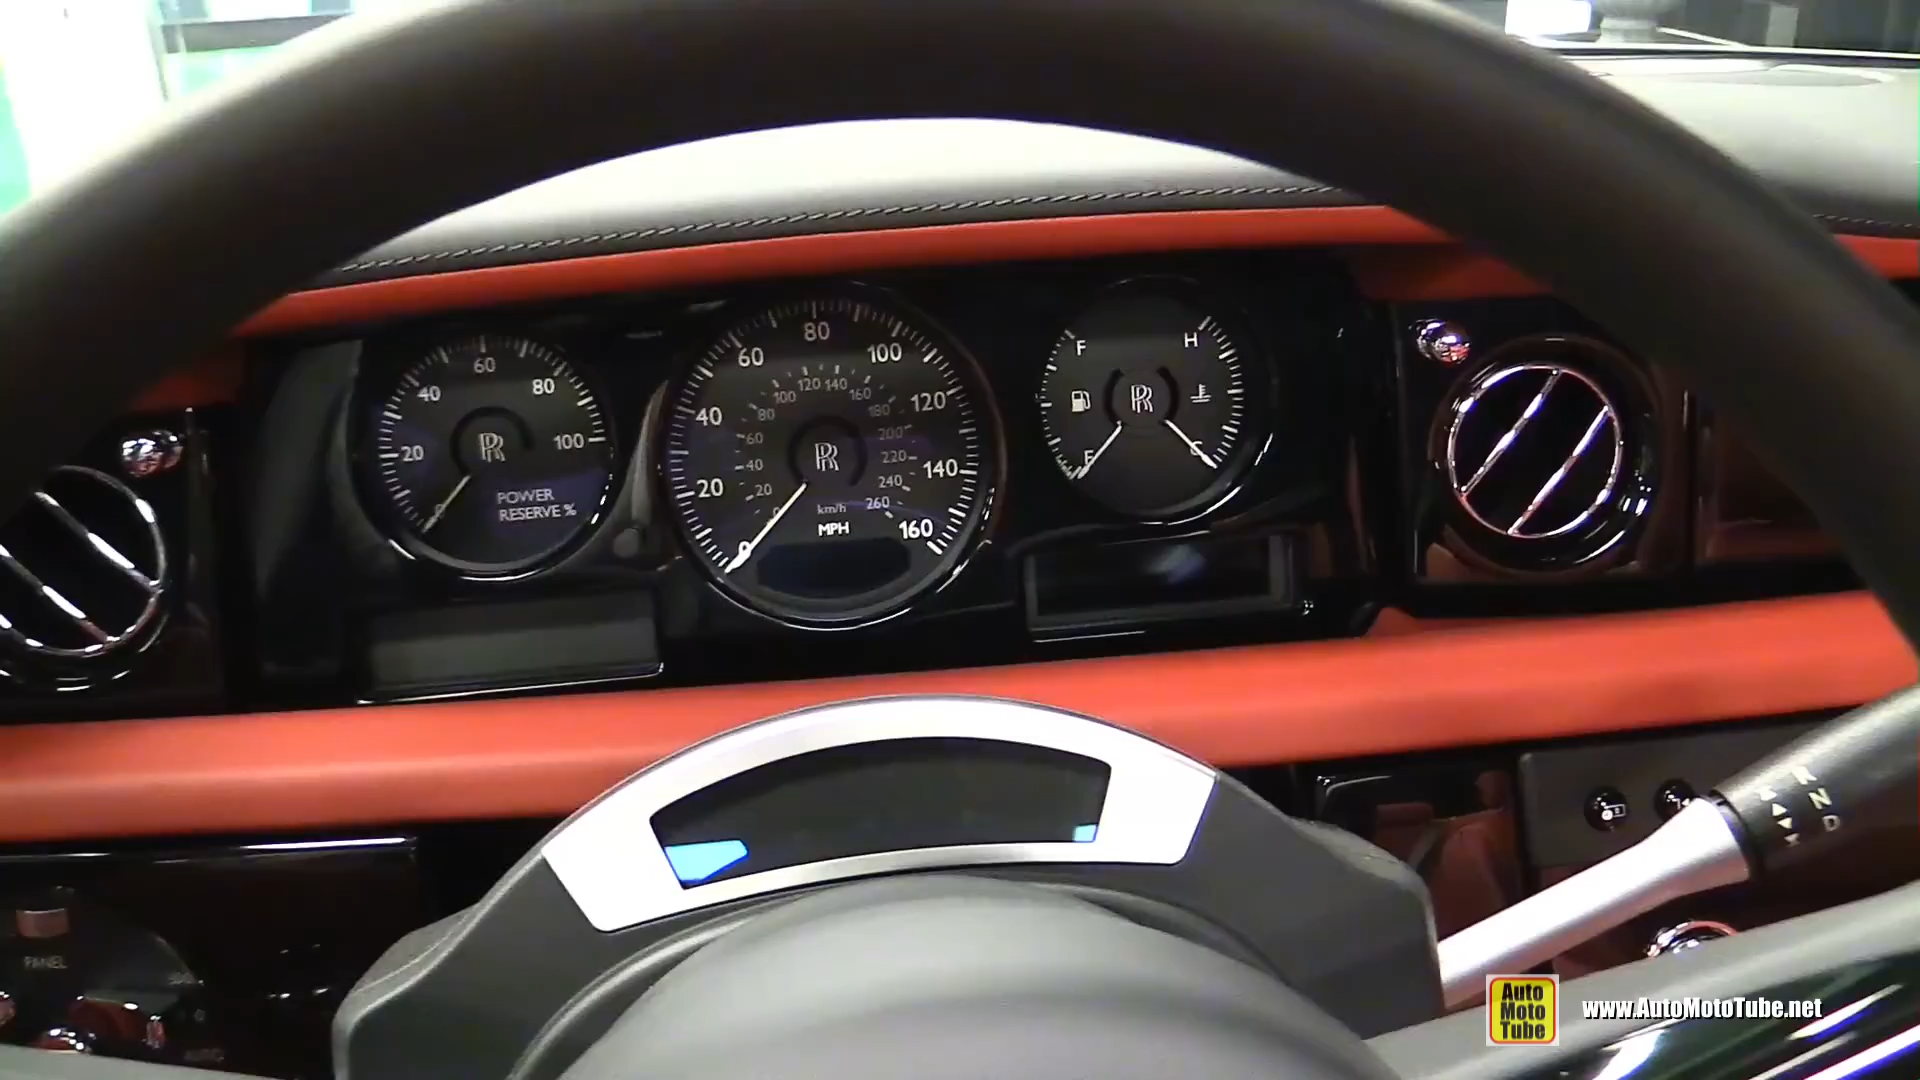 60
40
80
20
100
0
POWER
RESERVE %
80
60
100
40
120
20
140
0
160
120 140
100
160
80
180
60
200
40
220
20
240
0
260
km/h
MPH
F
H
E
C
R N D
PANEL
Auto
Moto
Tube
www.AutoMotoTube.net